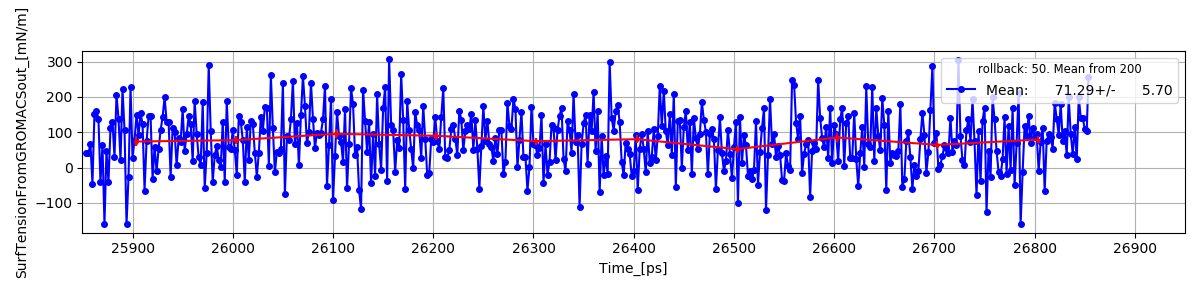 SurfTensionFromGROMACSout_[mN/m]
300
200
100
0
−100
rollback: 50. Mean from 200
Mean: 71.29+/- 5.70
25900 26000 26100 26200 26300 26400 26500 26600 26700 26800 26900
Time_[ps]